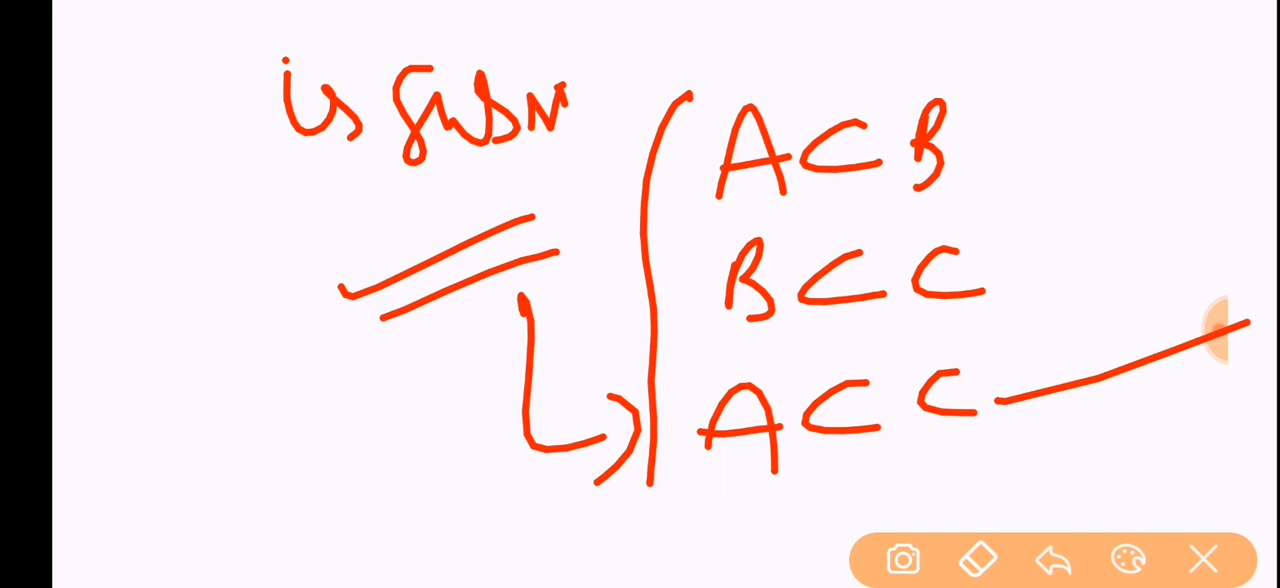 is
A ⊂ B
B ⊂ C
A ⊂ C